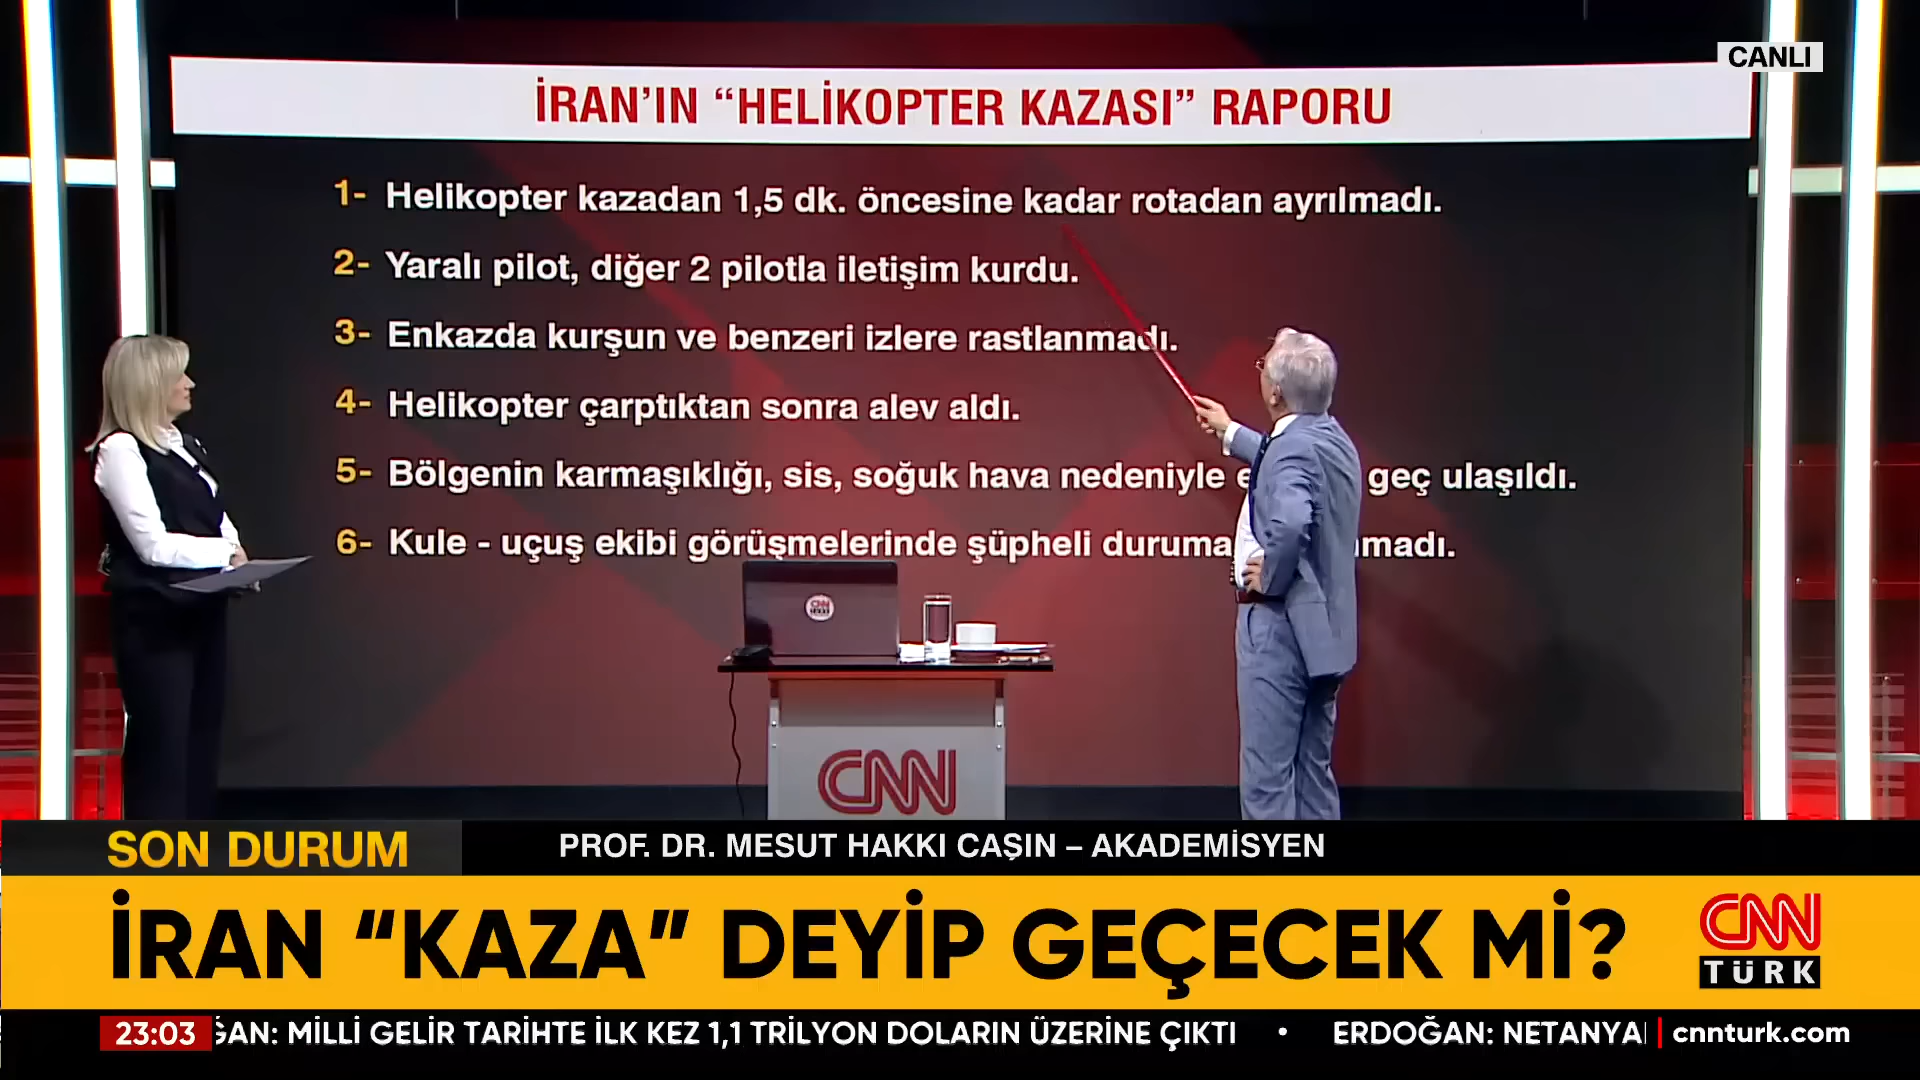 CANLI
İRAN’IN “HELİKOPTER KAZASI” RAPORU
1- Helikopter kazadan 1,5 dk. öncesine kadar rotadan ayrılmadı.
2- Yaralı pilot, diğer 2 pilotla iletişim kurdu.
3- Enkazda kurşun ve benzeri izlere rastlanmadı.
4- Helikopter çarptıktan sonra alev aldı.
5- Bölgenin karmaşıklığı, sis, soğuk hava nedeniyle geç ulaşıldı.
6- Kule - uçuş ekibi görüşmelerinde şüpheli duruma
CNN
TÜRK
CNN
SON DURUM
PROF. DR. MESUT HAKKI CAŞIN – AKADEMİSYEN
İRAN “KAZA” DEYİP GEÇECEK Mİ?
CNN
TÜRK
23:03 ĞAN: MİLLİ GELİR TARİHTE İLK KEZ 1,1 TRİLYON DOLARIN ÜZERİNE ÇIKTI • ERDOĞAN: NETANYA cnnturk.com